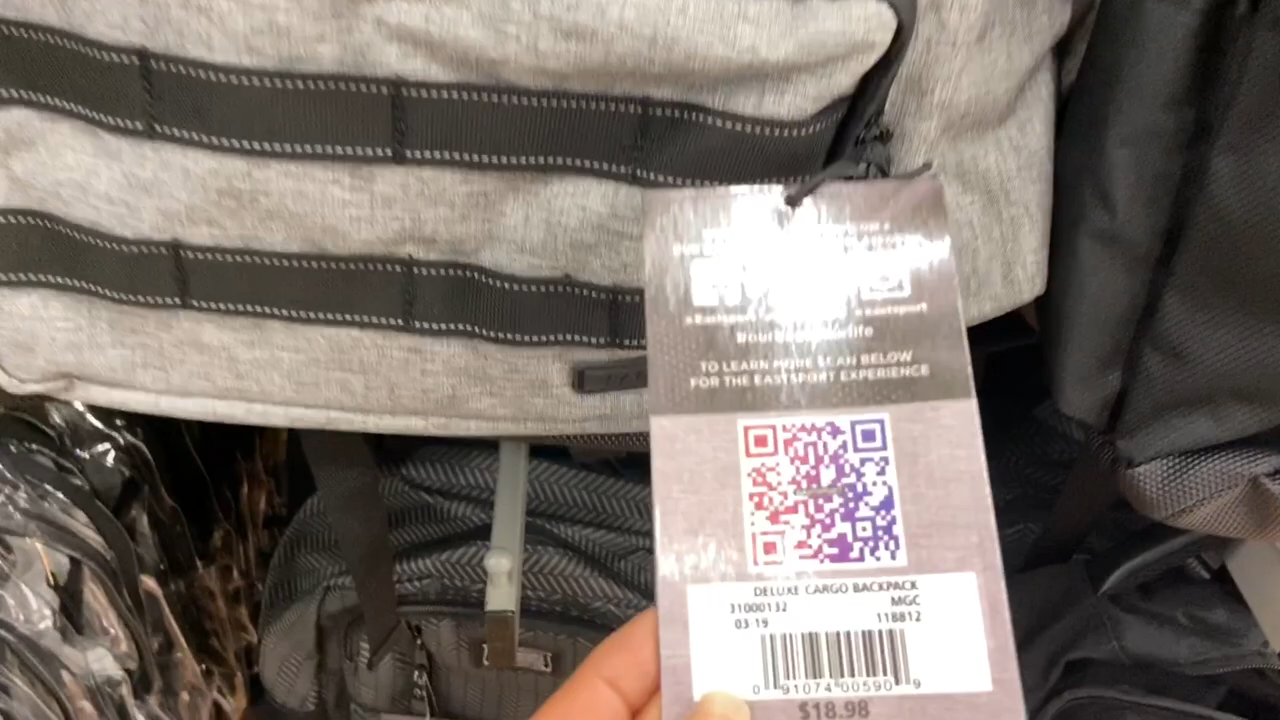 TO LEARN MORE SCAN BELOW
FOR THE EASTSPORT EXPERIENCE
DELUXE CARGO BACKPACK
31000132 MGC
03 19 118812
0 91074 00590 9
$18.98